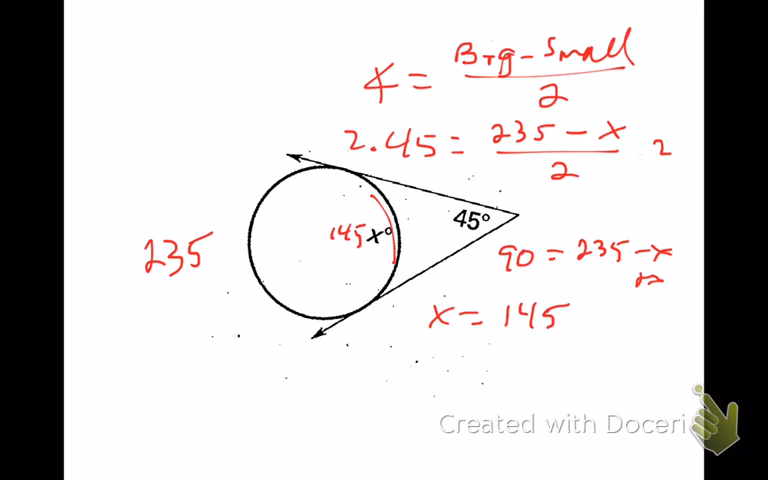 ∡ = Big - Small / 2
2 . 45 = 235 - x / 2 2
45°
145 x°
235
90 = 235 - x
x = 145
Created with Doceri